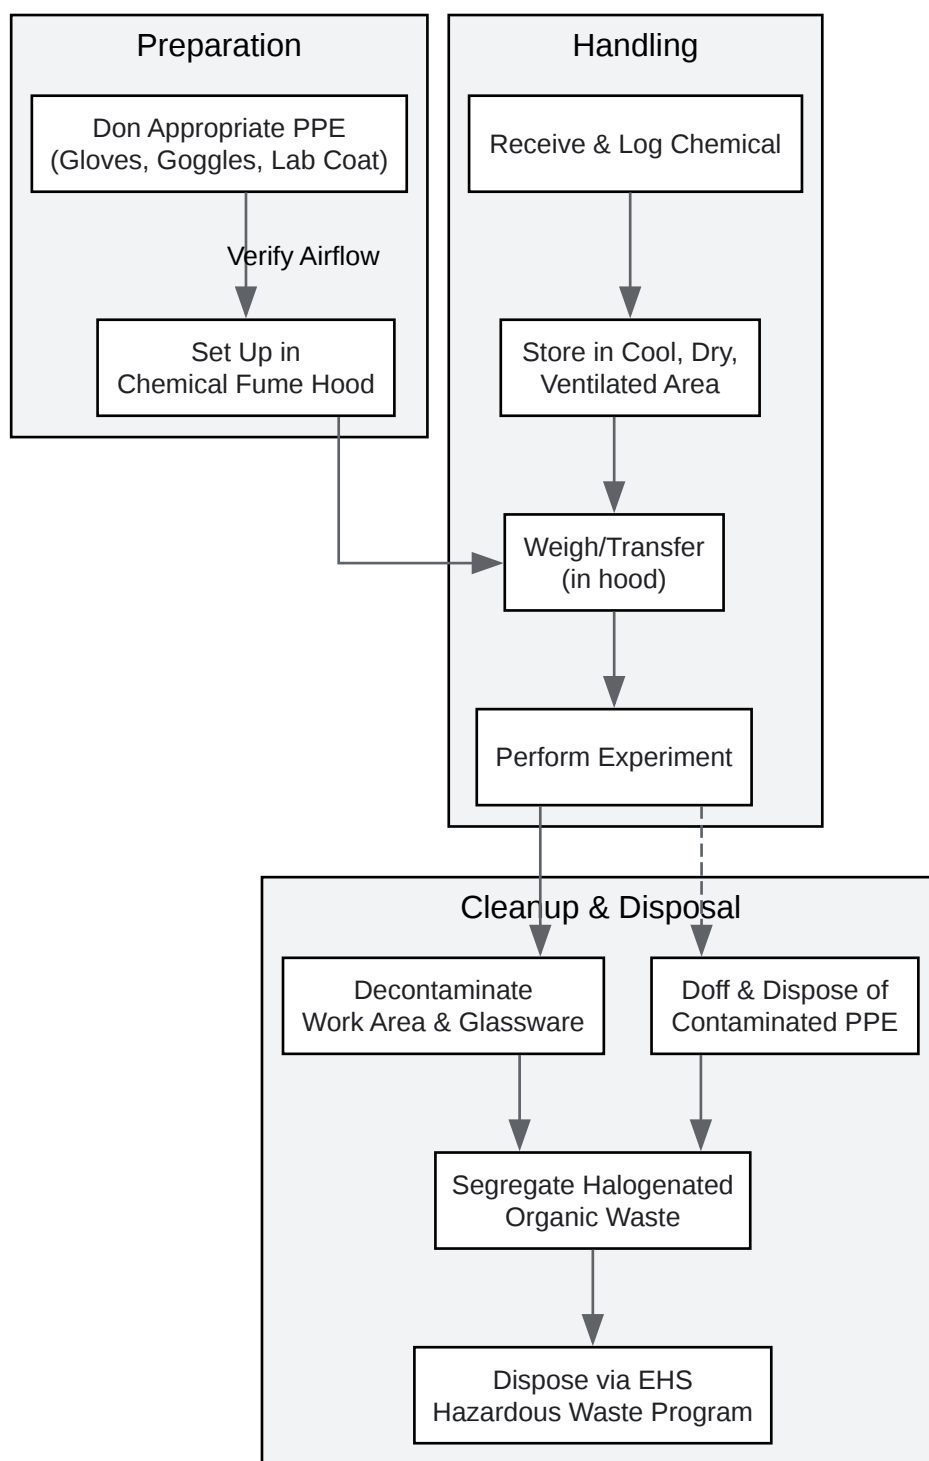 Preparation
Don Appropriate PPE
(Gloves, Goggles, Lab Coat)
Verify Airflow
Set Up in
Chemical Fume Hood
Handling
Receive & Log Chemical
Store in Cool, Dry,
Ventilated Area
Weigh/Transfer
(in hood)
Perform Experiment
Cleanup & Disposal
Decontaminate
Work Area & Glassware
Doff & Dispose of
Contaminated PPE
Segregate Halogenated
Organic Waste
Dispose via EHS
Hazardous Waste Program